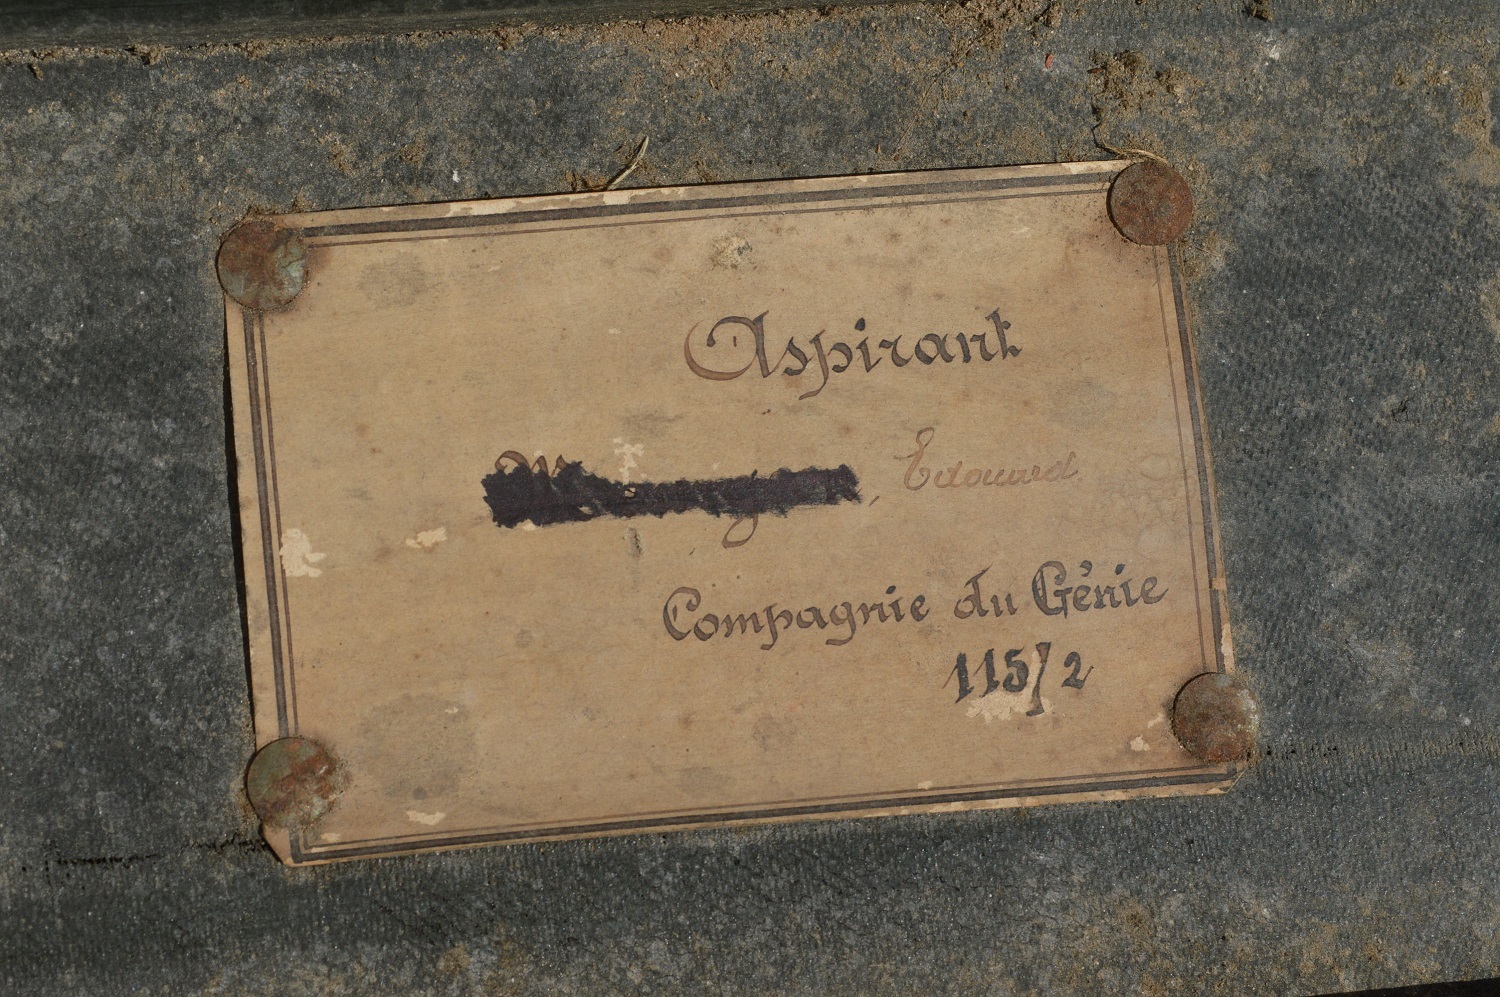 Aspirant
, Edouard
Compagnie du Génie
115/2